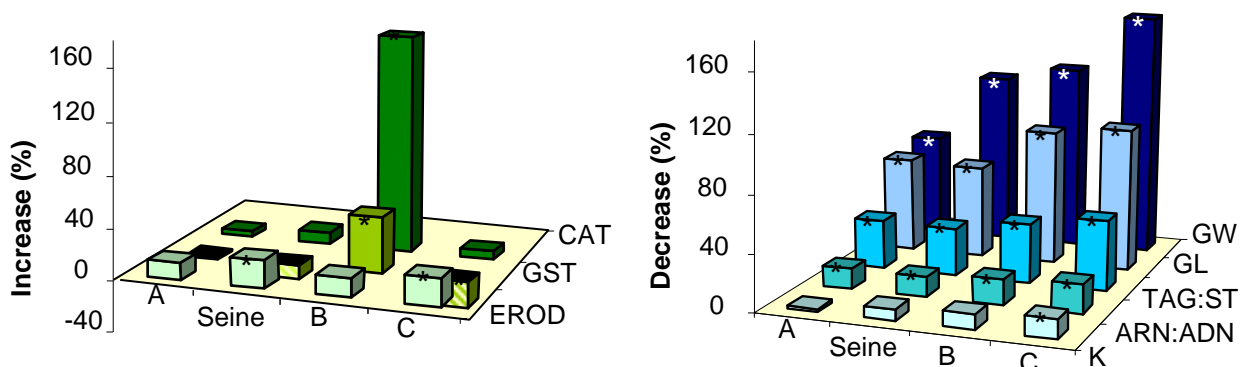 Increase (%)
160
120
80
40
0
-40
A
Seine
B
C
CAT
GST
EROD
*
*
*
*
*
Decrease (%)
160
120
80
40
0
A
Seine
B
C
GW
GL
TAG:ST
ARN:ADN
K
* * * *
* * * *
* * * *
* * * *
*